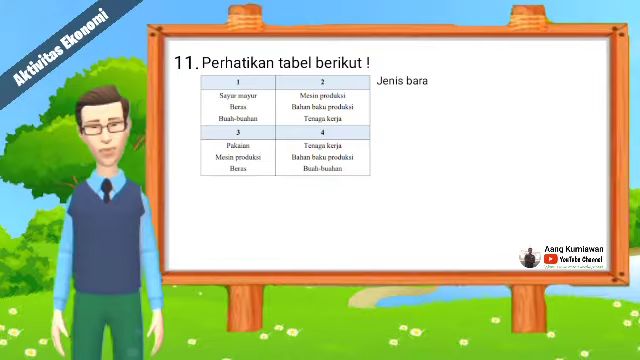 Aktivitas Ekonomi
11. Perhatikan tabel berikut !
1
2
Sayur mayur
Mesin produksi
Beras
Bahan baku produksi
Buah-buahan
Tenaga kerja
3
4
Pakaian
Tenaga kerja
Mesin produksi
Bahan baku produksi
Beras
Buah-buahan
Jenis bara
Aang Kurniawan
YouTube Channel